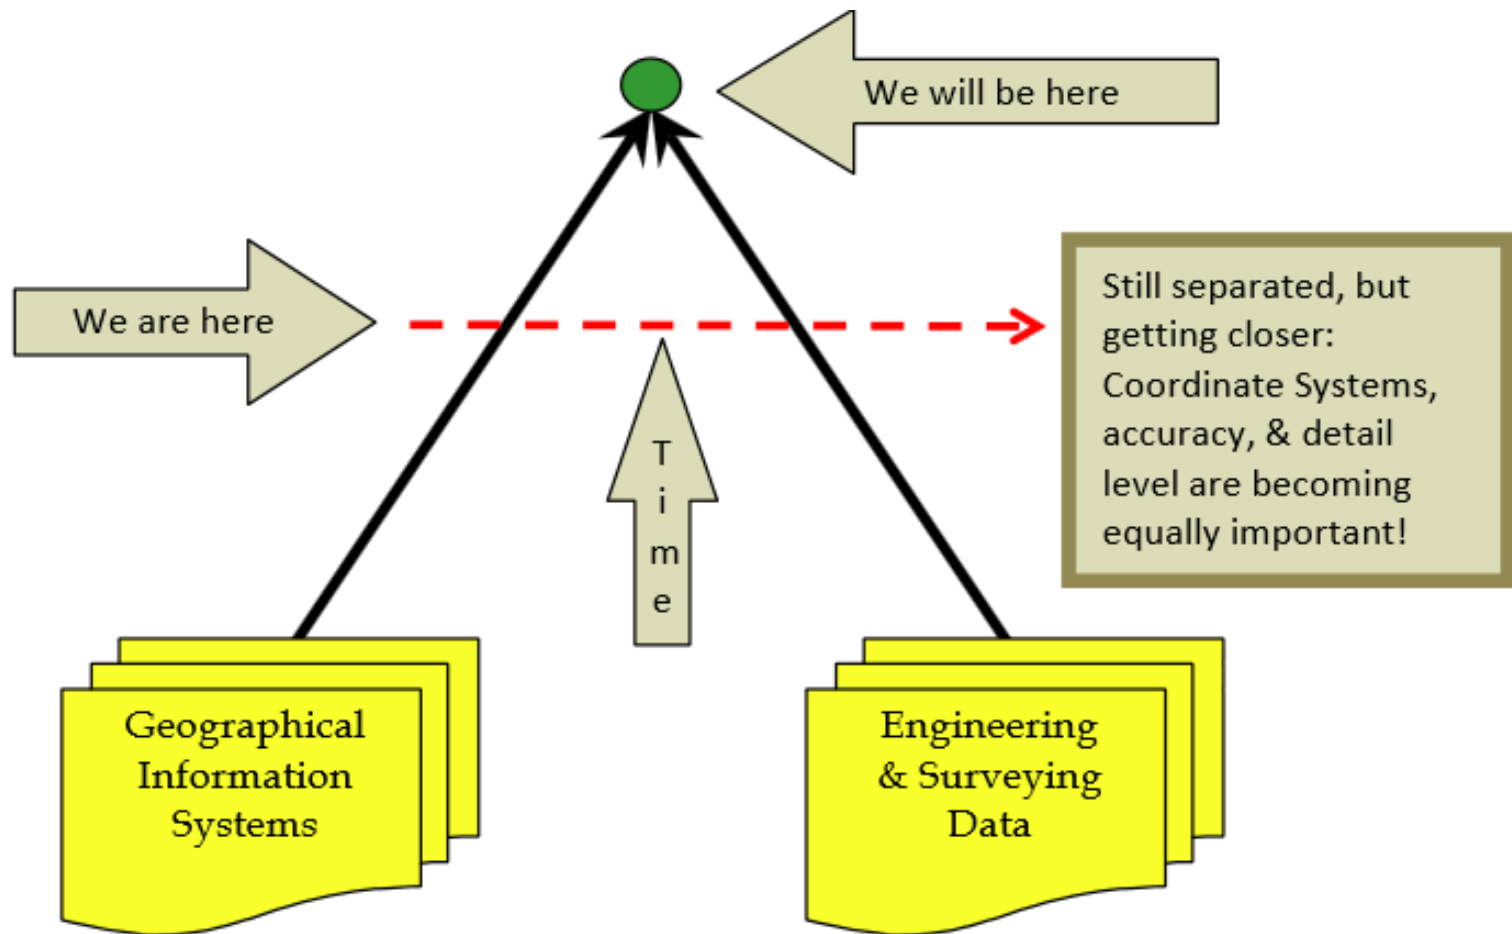 We will be here
We are here
Still separated, but
getting closer:
Coordinate Systems,
accuracy, & detail
level are becoming
equally important!
T
i
m
e
Geographical
Information
Systems
Engineering
& Surveying
Data